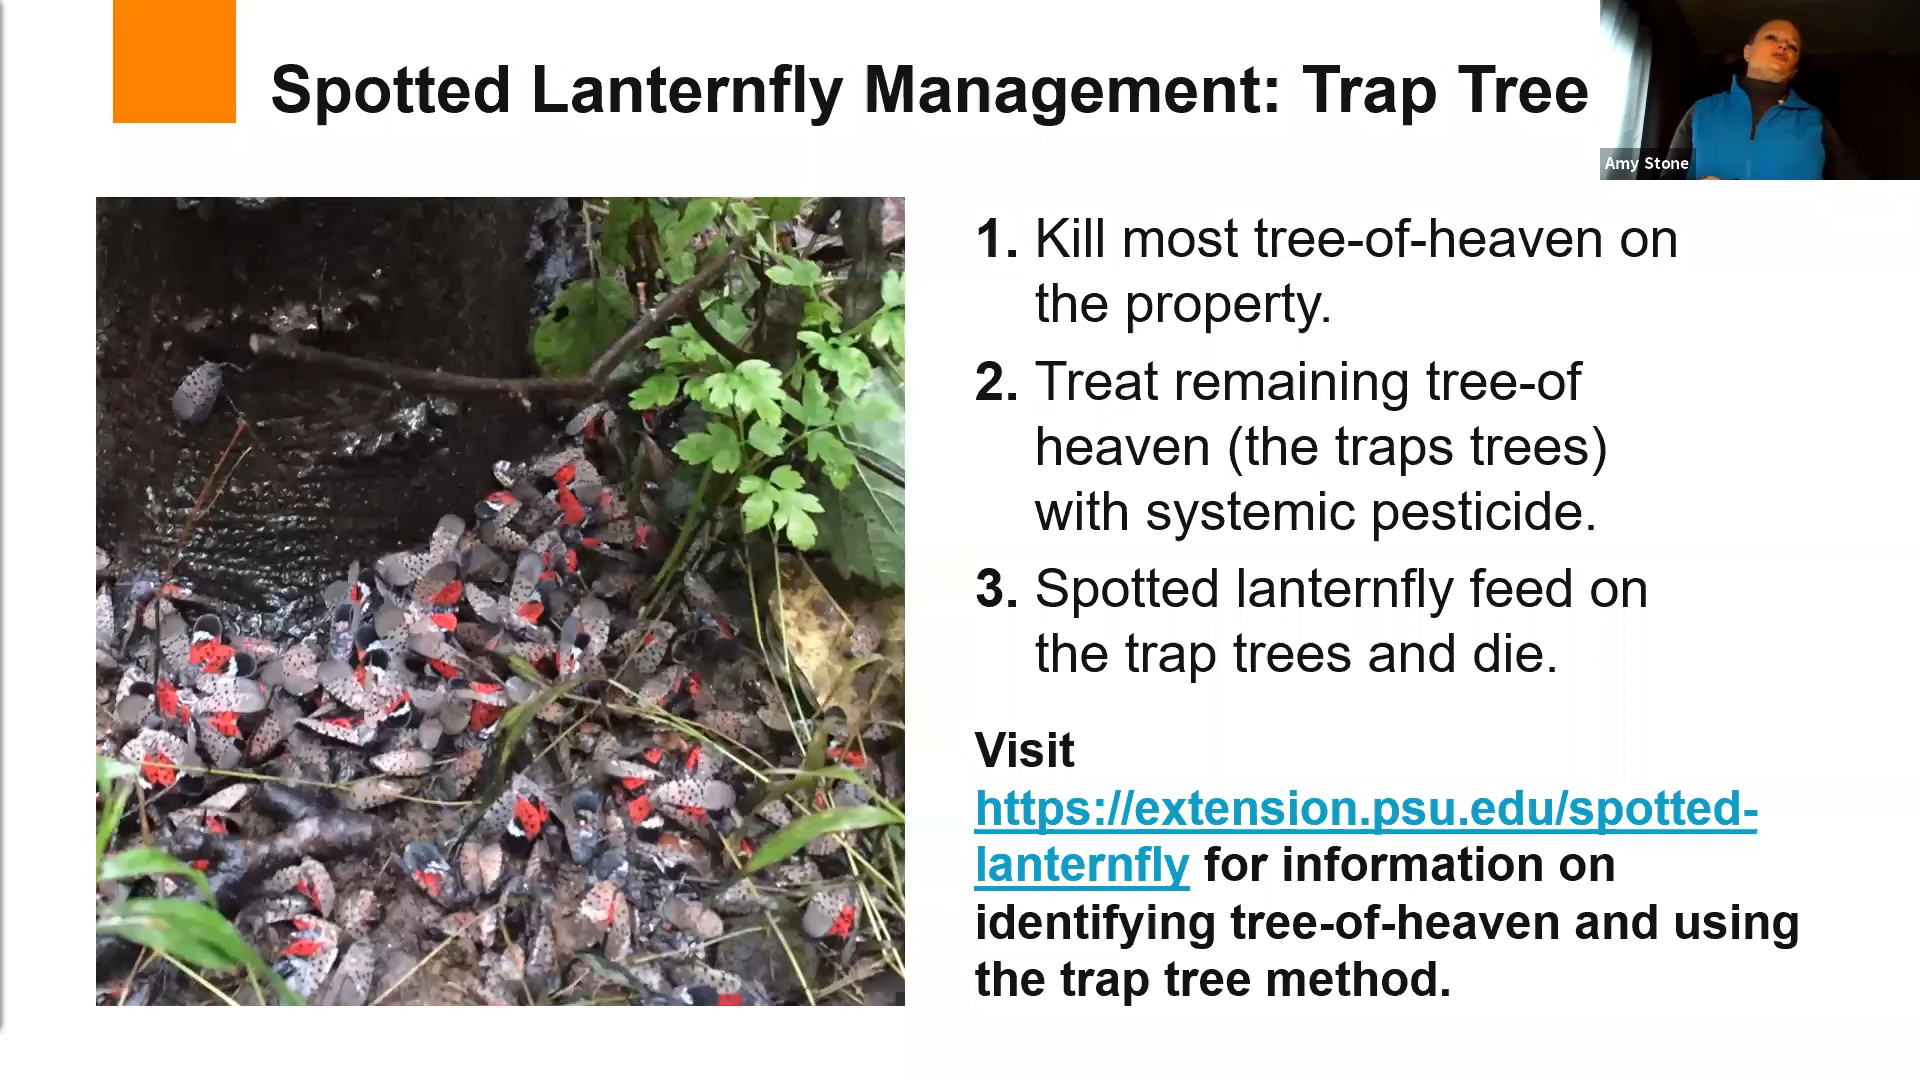 Spotted Lanternfly Management: Trap Tree
Amy Stone
1. Kill most tree-of-heaven on
the property.
2. Treat remaining tree-of
heaven (the traps trees)
with systemic pesticide.
3. Spotted lanternfly feed on
the trap trees and die.
Visit
https://extension.psu.edu/spotted-
lanternfly for information on
identifying tree-of-heaven and using
the trap tree method.